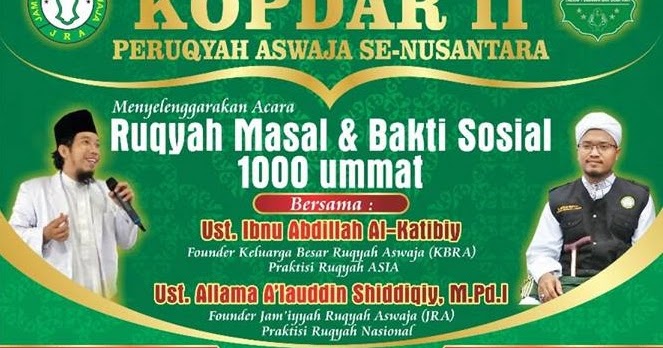 KOPDAR II
PERUQYAH ASWAJA SE-NUSANTARA
Menyelenggarakan Acara
Ruqyah Masal & Bakti Sosial
1000 ummat
Bersama :
Ust. Ibnu Abdillah Al-Katibiy
Founder Keluarga Besar Ruqyah Aswaja (KBRA)
Praktisi Ruqyah ASIA
Ust. Allama A'lauddin Shiddiqiy, M.Pd.I
Founder Jam'iyyah Ruqyah Aswaja (JRA)
Praktisi Ruqyah Nasional
JRA